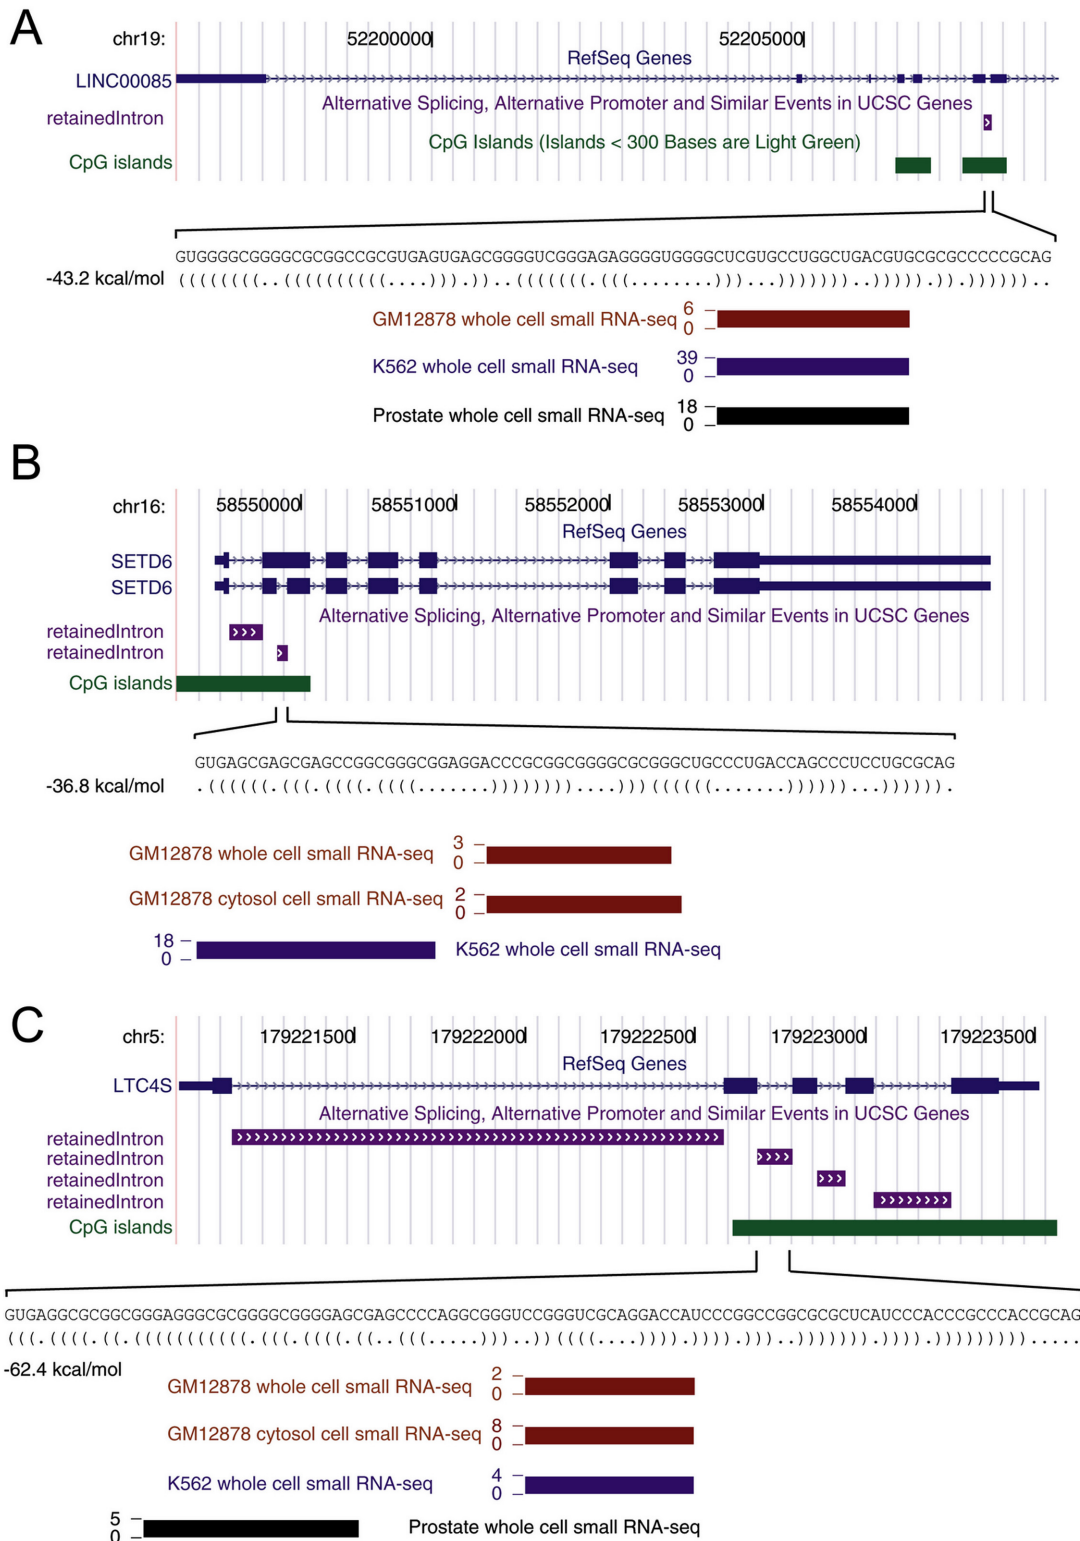 A
chr19: 52200000 52205000
RefSeq Genes
LINC00085
Alternative Splicing, Alternative Promoter and Similar Events in UCSC Genes
retainedIntron
CpG Islands (Islands < 300 Bases are Light Green)
CpG islands
GUGGGGCGGGGCGCGGCCGCGUGAGUGAGCGGGGUCGGGAGAGGGGUGGGGCUCGUGCCUGGCUGACGUGCGCGCCCCCGCAG
-43.2 kcal/mol ((((((((..((((((((((....)))).))..(((((((.(((........)))...)))))))..)))))).)).))))))..
GM12878 whole cell small RNA-seq 6 0
K562 whole cell small RNA-seq 39 0
Prostate whole cell small RNA-seq 18 0
B
chr16: 58550000 58551000 58552000 58553000 58554000
RefSeq Genes
SETD6
SETD6
Alternative Splicing, Alternative Promoter and Similar Events in UCSC Genes
retainedIntron
retainedIntron
CpG islands
GUGAGCGAGCGAGCCGGCGGGCGGAGGACCCGCGGCGGGGCGCGGGCUGCCCUGACCAGCCCUCCUGCGCAG
-36.8 kcal/mol .((((((.(((.((((.((((.......))))))))....)))((((((.......))))))...)))))).
GM12878 whole cell small RNA-seq 3 0
GM12878 cytosol cell small RNA-seq 2 0
18 0 K562 whole cell small RNA-seq
C
chr5: 179221500 179222000 179222500 179223000 179223500
RefSeq Genes
LTC4S
Alternative Splicing, Alternative Promoter and Similar Events in UCSC Genes
retainedIntron
retainedIntron
retainedIntron
retainedIntron
CpG islands
GUGAGGCGCGGCGGGAGGGCGCGGGGCGGGGAGCGAGCCCCAGGCGGGUCCGGGUCGCAGGACCAUCCCGGCCGGCGCGCUCAUCCCACCCGCCCACCGCAG
(((.((((.((.(((((.((((.(((((.((((.((..(((.....)))..)).((((....)))).))))...))..)))).)))).)))).))))))))).....
-62.4 kcal/mol
GM12878 whole cell small RNA-seq 2 0
GM12878 cytosol cell small RNA-seq 8 0
K562 whole cell small RNA-seq 4 0
5 0 Prostate whole cell small RNA-seq